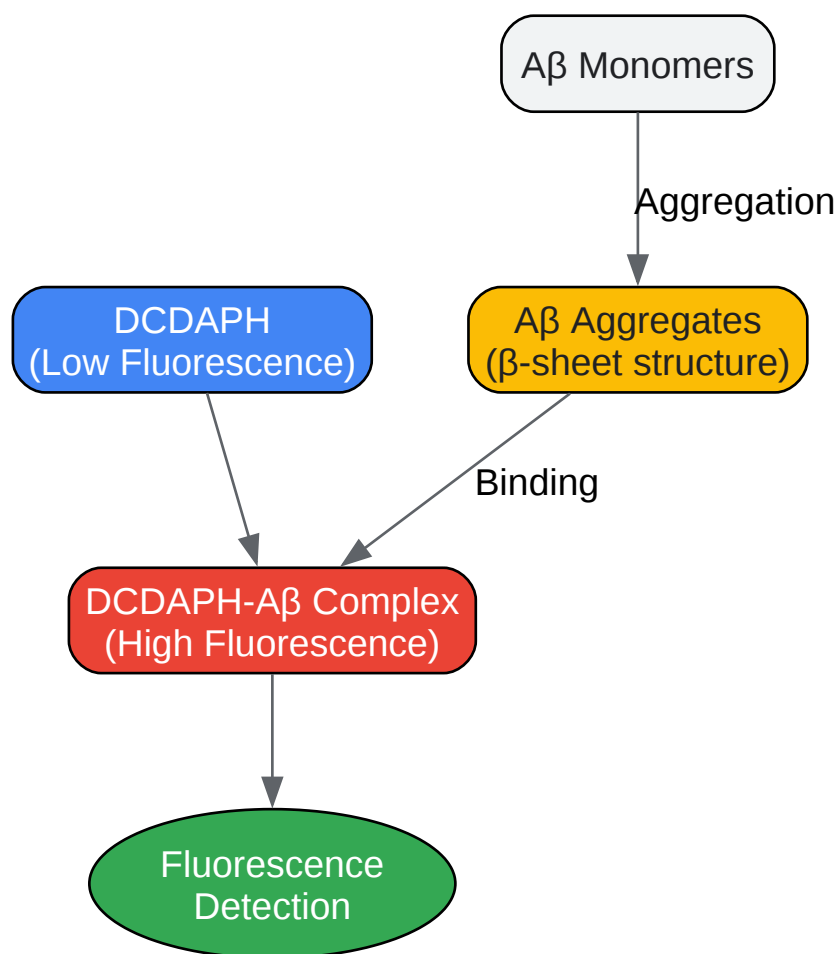 Aβ Monomers
Aggregation
DCDAPH
(Low Fluorescence)
Aβ Aggregates
(β-sheet structure)
Binding
DCDAPH-Aβ Complex
(High Fluorescence)
Fluorescence
Detection